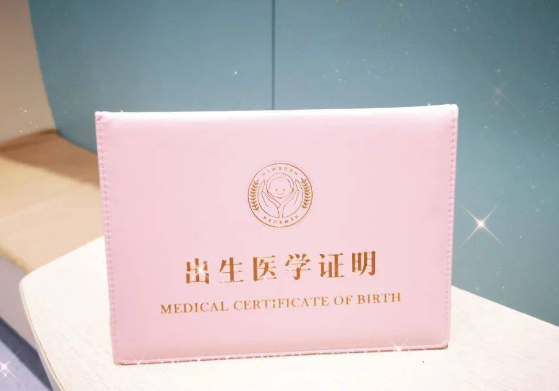 出生医学证明
MEDICAL CERTIFICATE OF BIRTH